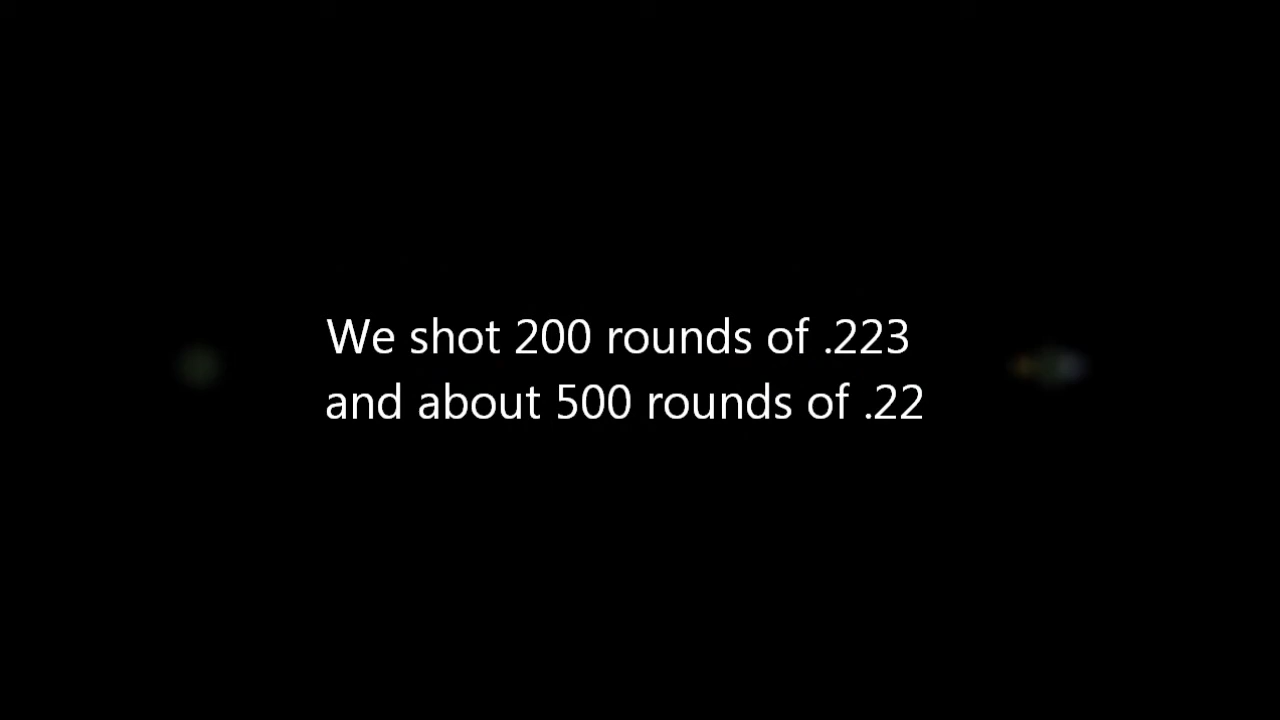 We shot 200 rounds of .223
and about 500 rounds of .22